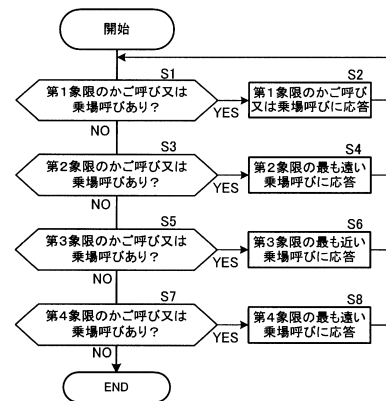 開始
S1
第1象限のかご呼び又は
乗場呼びあり?
YES
NO
S2
第1象限のかご呼び
又は乗場呼びに応答
S3
第2象限のかご呼び又は
乗場呼びあり?
YES
NO
S4
第2象限の最も遠い
乗場呼びに応答
S5
第3象限のかご呼び又は
乗場呼びあり?
YES
NO
S6
第3象限の最も近い
乗場呼びに応答
S7
第4象限のかご呼び又は
乗場呼びあり?
YES
NO
S8
第4象限の最も遠い
乗場呼びに応答
END